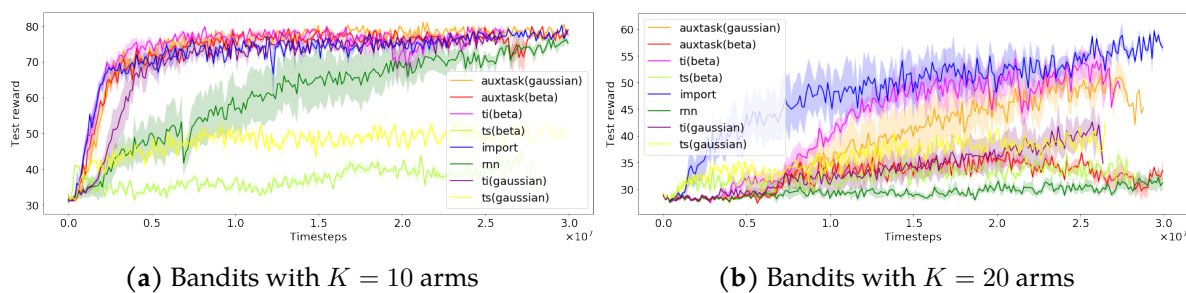 80
70
60
50
40
30
Test reward
auxtask(gaussian)
auxtask(beta)
ti(beta)
ts(beta)
import
rnn
ti(gaussian)
ts(gaussian)
0.0 0.5 1.0 1.5 2.0 2.5 3.0
Timesteps
×10⁷
(a) Bandits with K = 10 arms
60
55
50
45
40
35
30
Test reward
auxtask(gaussian)
auxtask(beta)
ti(beta)
ts(beta)
import
rnn
ti(gaussian)
ts(gaussian)
0.0 0.5 1.0 1.5 2.0 2.5 3.0
Timesteps
×10⁷
(b) Bandits with K = 20 arms